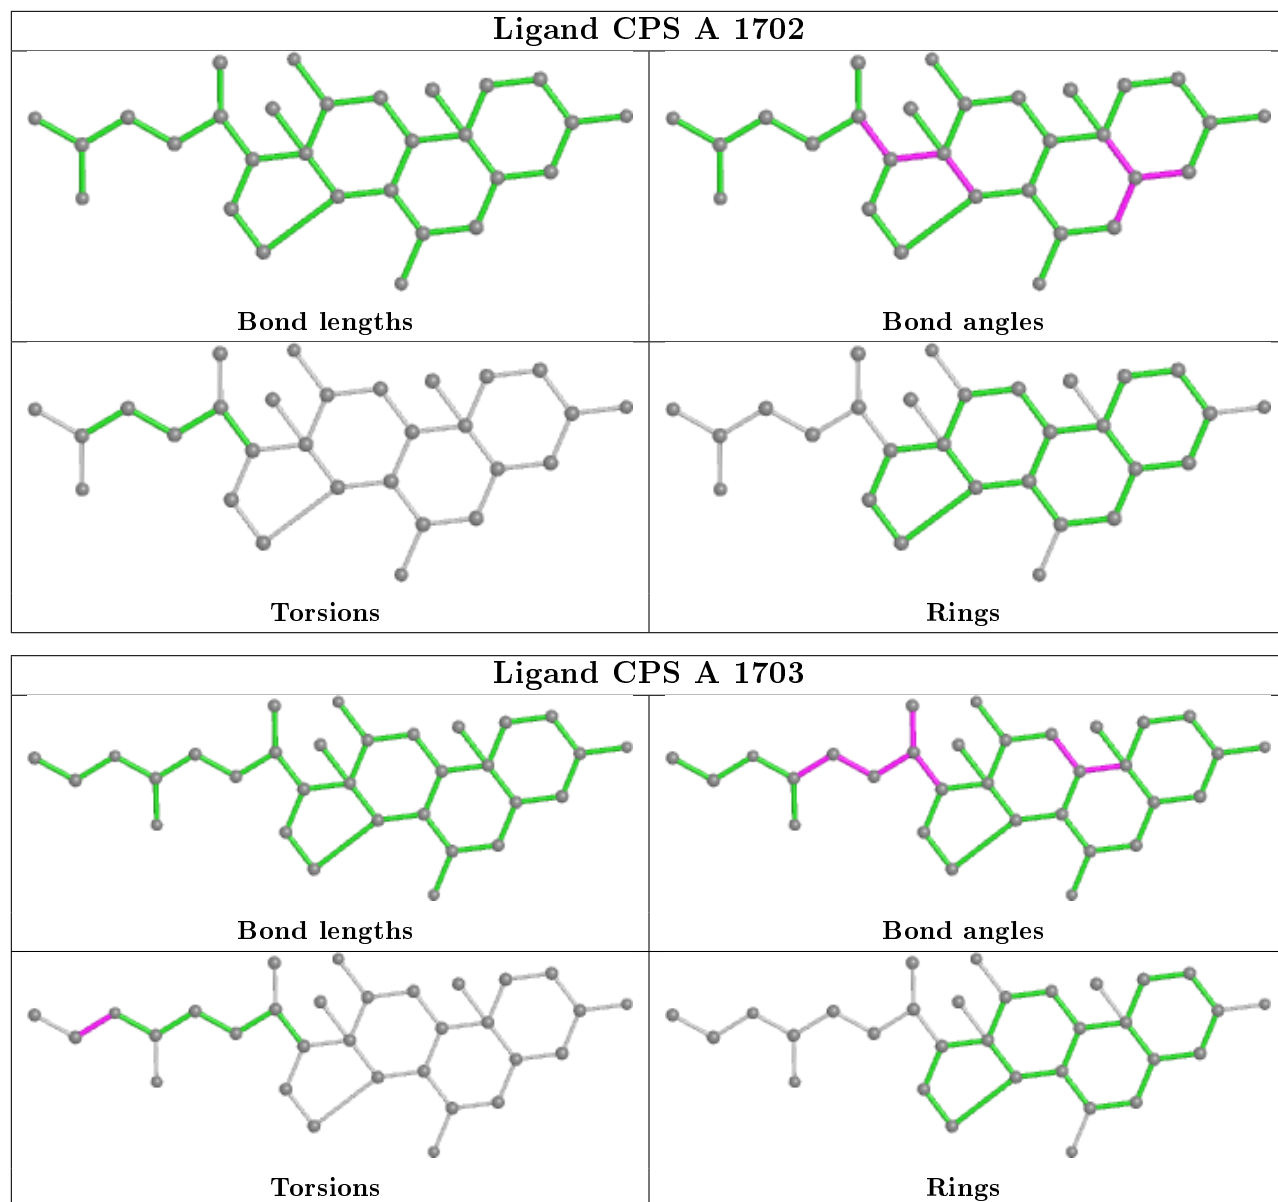 Ligand CPS A 1702
Bond lengths
Bond angles
Torsions
Rings
Ligand CPS A 1703
Bond lengths
Bond angles
Torsions
Rings